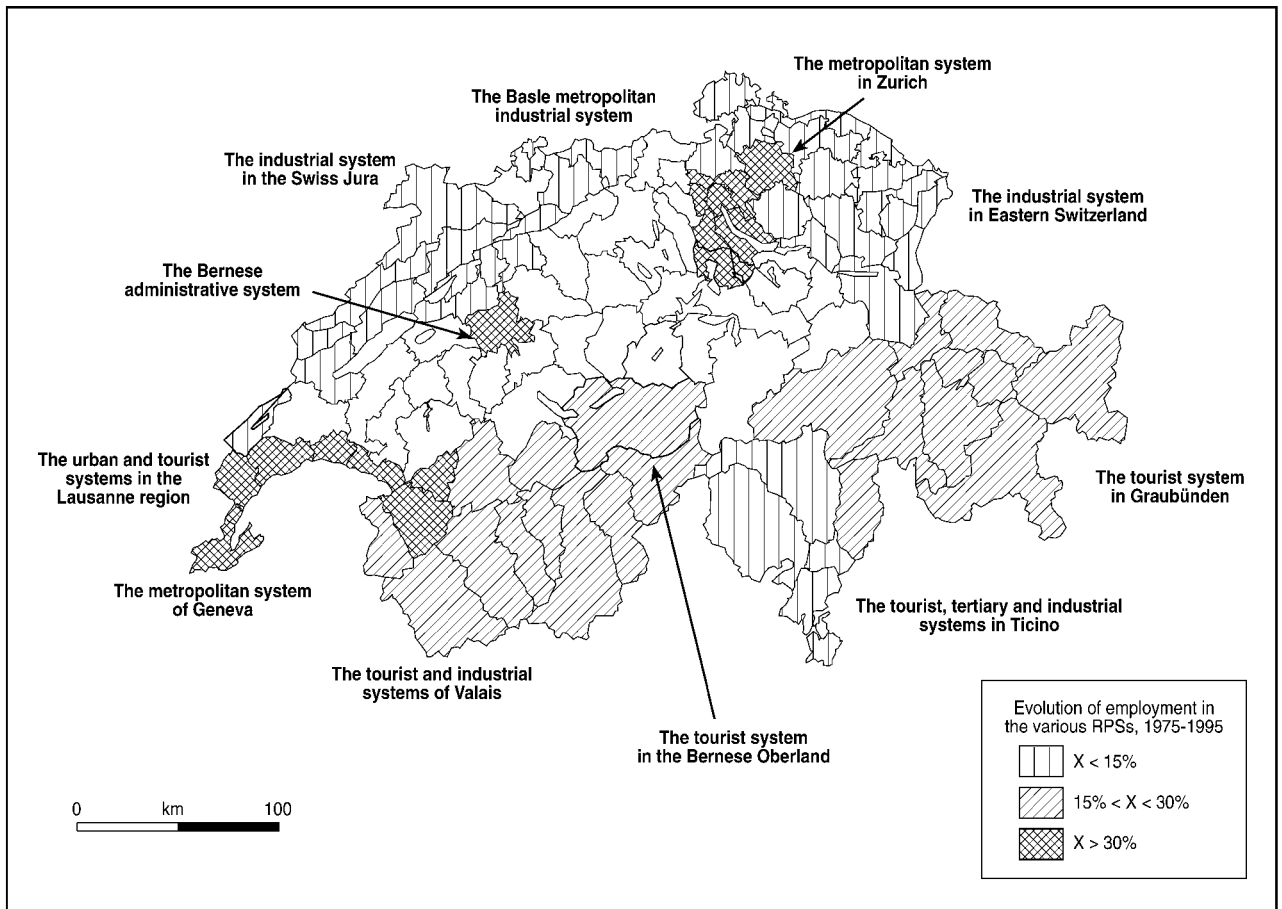 The metropolitan system
in Zurich
The Basle metropolitan
industrial system
The industrial system
in the Swiss Jura
The industrial system
in Eastern Switzerland
The Bernese
administrative system
The urban and tourist
systems in the
Lausanne region
The tourist system
in Graubünden
The metropolitan system
of Geneva
The tourist, tertiary and industrial
systems in Ticino
The tourist and industrial
systems of Valais
The tourist system
in the Bernese Oberland
Evolution of employment in
the various RPSs, 1975-1995
X < 15%
15% < X < 30%
X > 30%
0 km 100